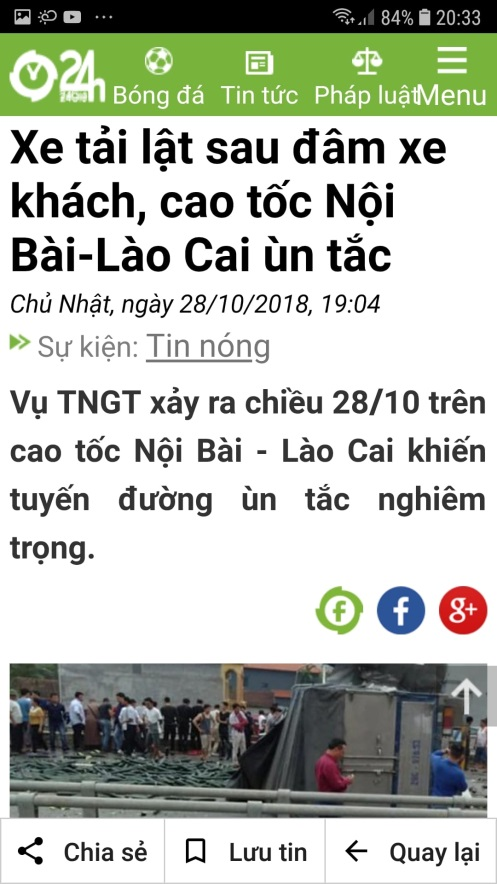 84% 20:33
24h
Bóng đá Tin tức Pháp luật Menu
Xe tải lật sau đâm xe
khách, cao tốc Nội
Bài-Lào Cai ùn tắc
Chủ Nhật, ngày 28/10/2018, 19:04
Sự kiện: Tin nóng
Vụ TNGT xảy ra chiều 28/10 trên
cao tốc Nội Bài - Lào Cai khiến
tuyến đường ùn tắc nghiêm
trọng.
f f g+
Chia sẻ Lưu tin Quay lại